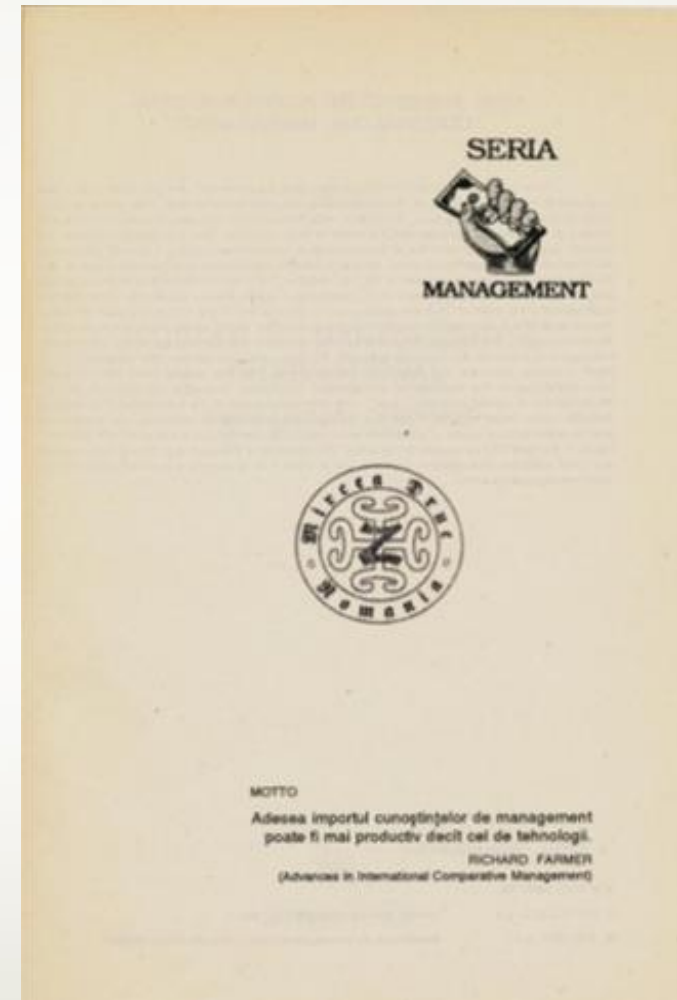 SERIA
MANAGEMENT
Mircea Truc
Romania
MOTTO
Adesea importul cunoştinţelor de management
poate fi mai productiv decît cel de tehnologii.
RICHARD FARMER
(Advances in International Comparative Management)